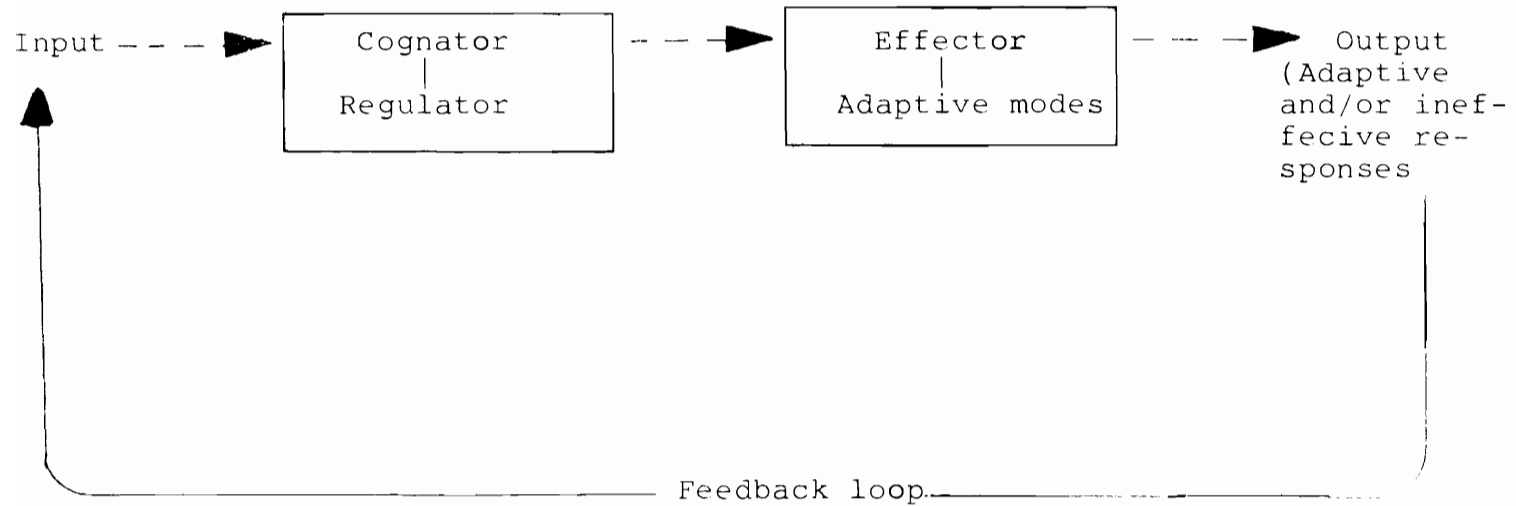 Input
Cognator
Regulator
Effector
Adaptive modes
Output
(Adaptive
and/or inef-
fecive re-
sponses
Feedback loop